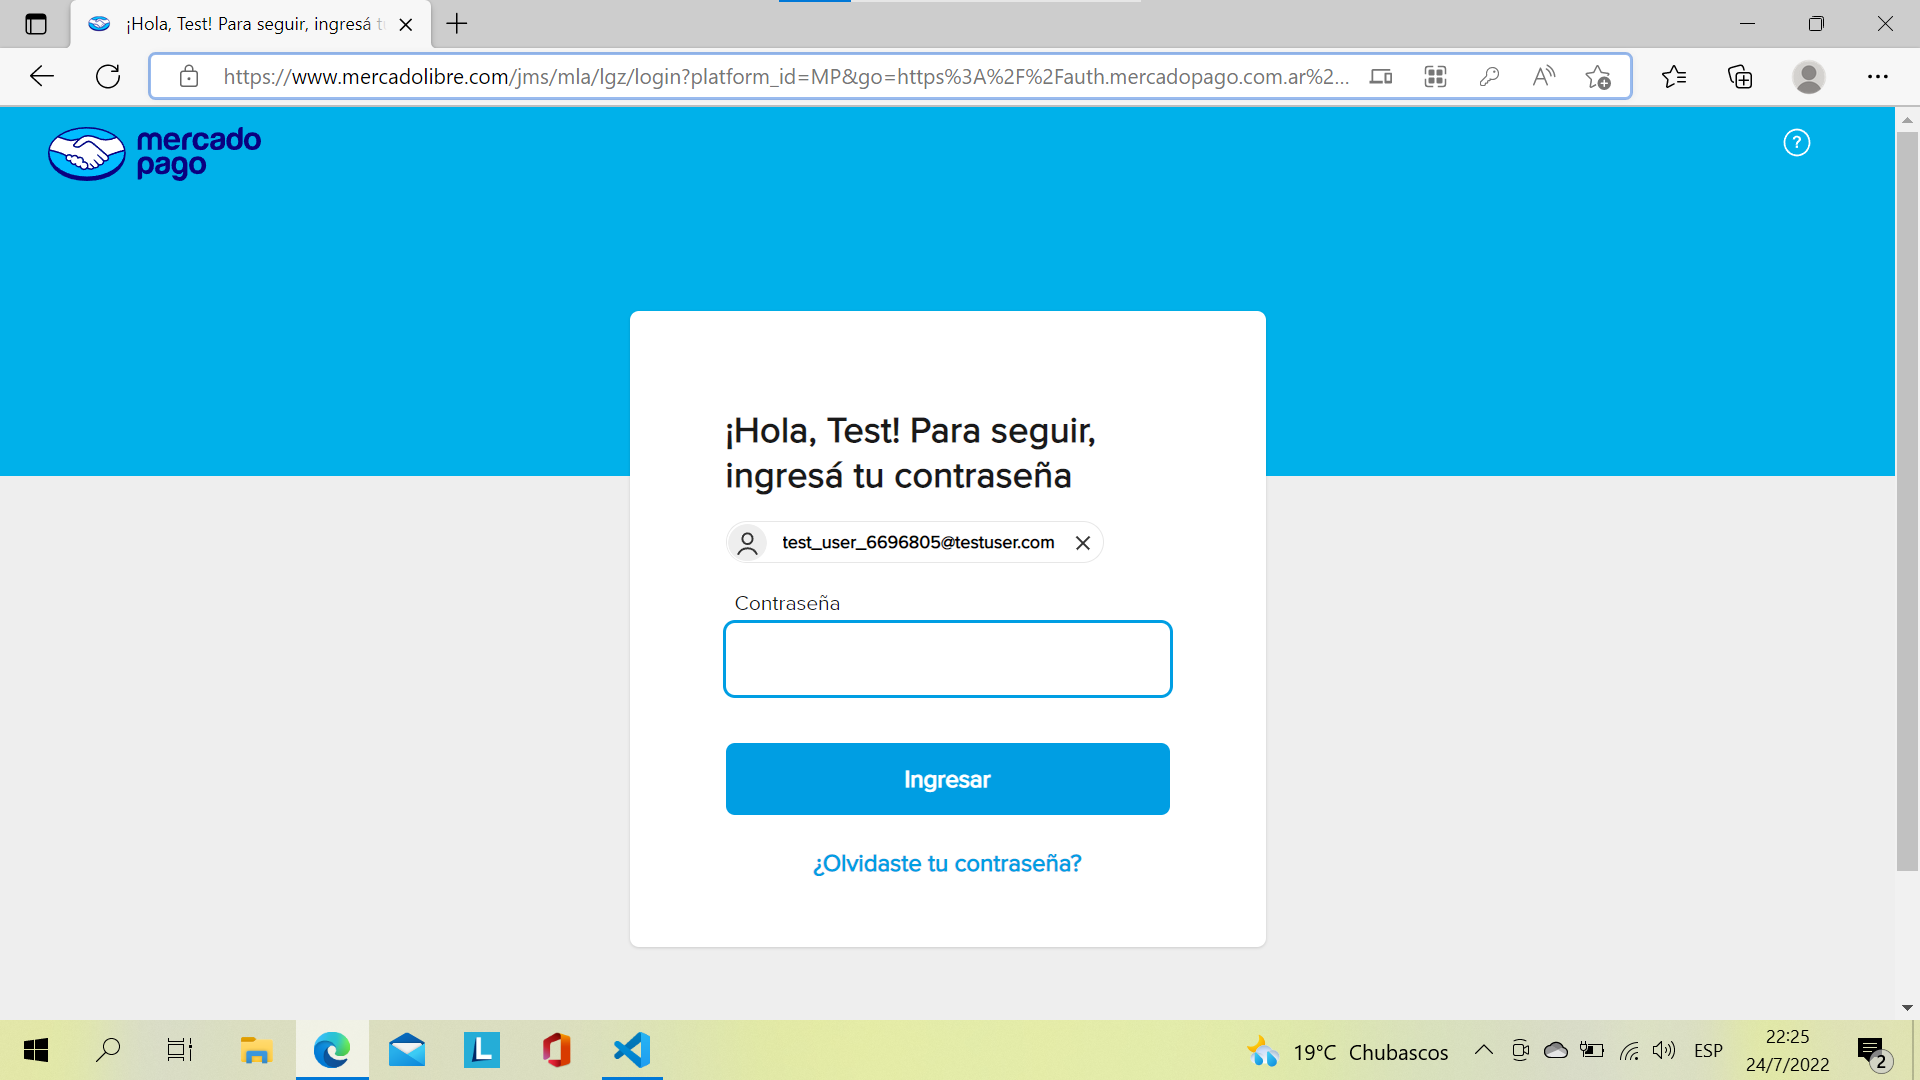 ¡Hola, Test! Para seguir, ingresá t
https://www.mercadolibre.com/jms/mla/lgz/login?platform_id=MP&go=https%3A%2F%2Fauth.mercadopago.com.ar%2...
mercado
pago
?
¡Hola, Test! Para seguir,
ingresá tu contraseña
test_user_6696805@testuser.com
Contraseña
Ingresar
¿Olvidaste tu contraseña?
19°C Chubascos
ESP
22:25
24/7/2022
2